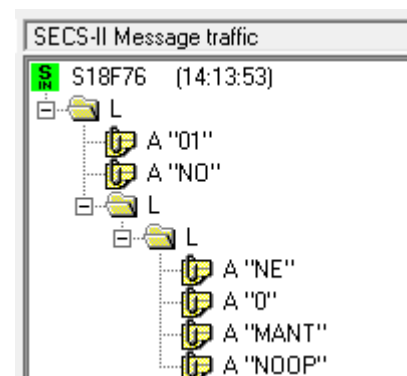 SECS-II Message traffic
S IN S18F76 (14:13:53)
L
A "01"
A "NO"
L
L
A "NE"
A "0"
A "MANT"
A "NOOP"